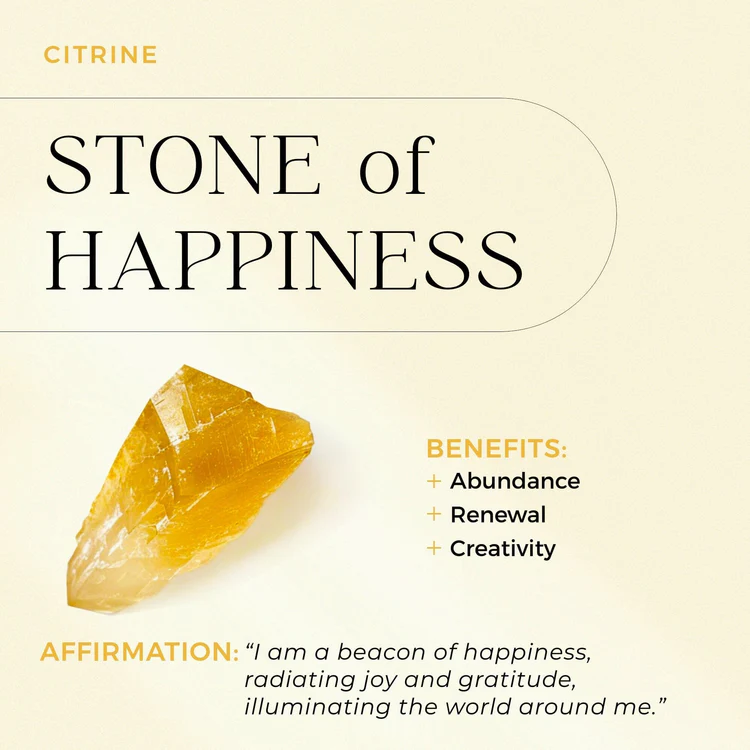 CITRINE
STONE of
HAPPINESS
BENEFITS:
+ Abundance
+ Renewal
+ Creativity
AFFIRMATION: “I am a beacon of happiness,
radiating joy and gratitude,
illuminating the world around me.”